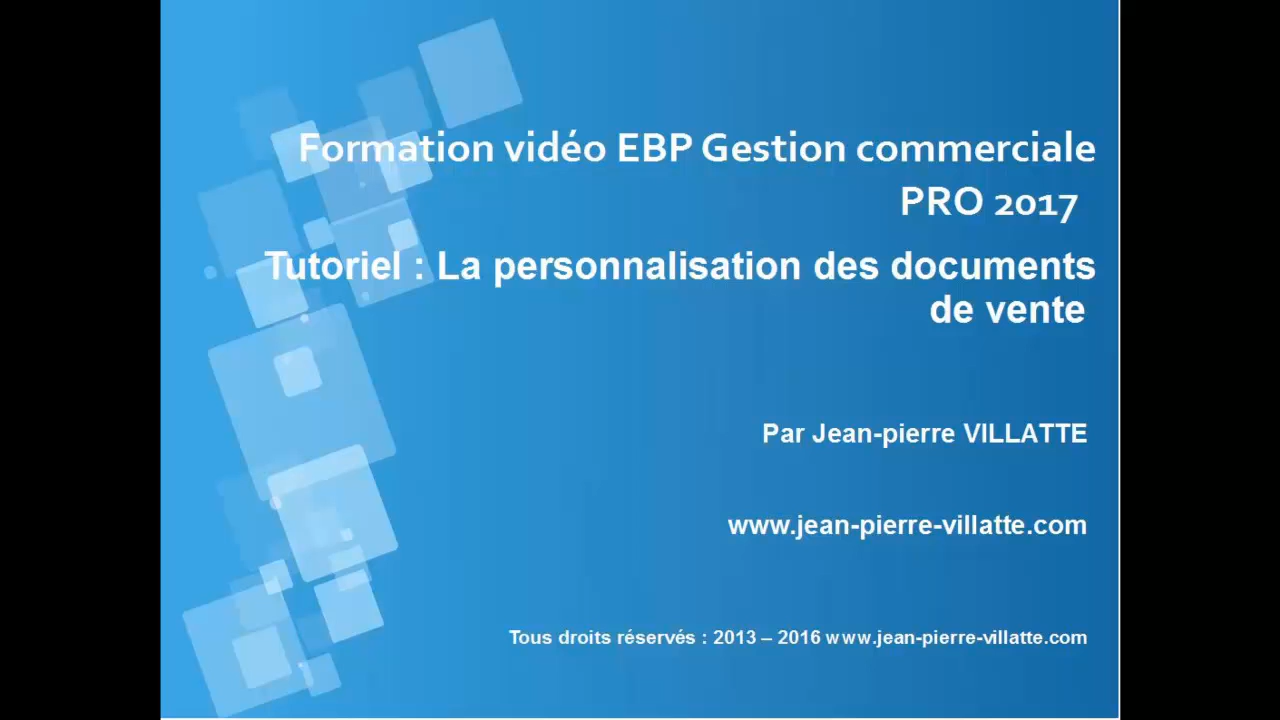 Formation vidéo EBP Gestion commerciale
PRO 2017
Tutoriel : La personnalisation des documents
de vente
Par Jean-pierre VILLATTE
www.jean-pierre-villatte.com
Tous droits réservés : 2013 – 2016 www.jean-pierre-villatte.com